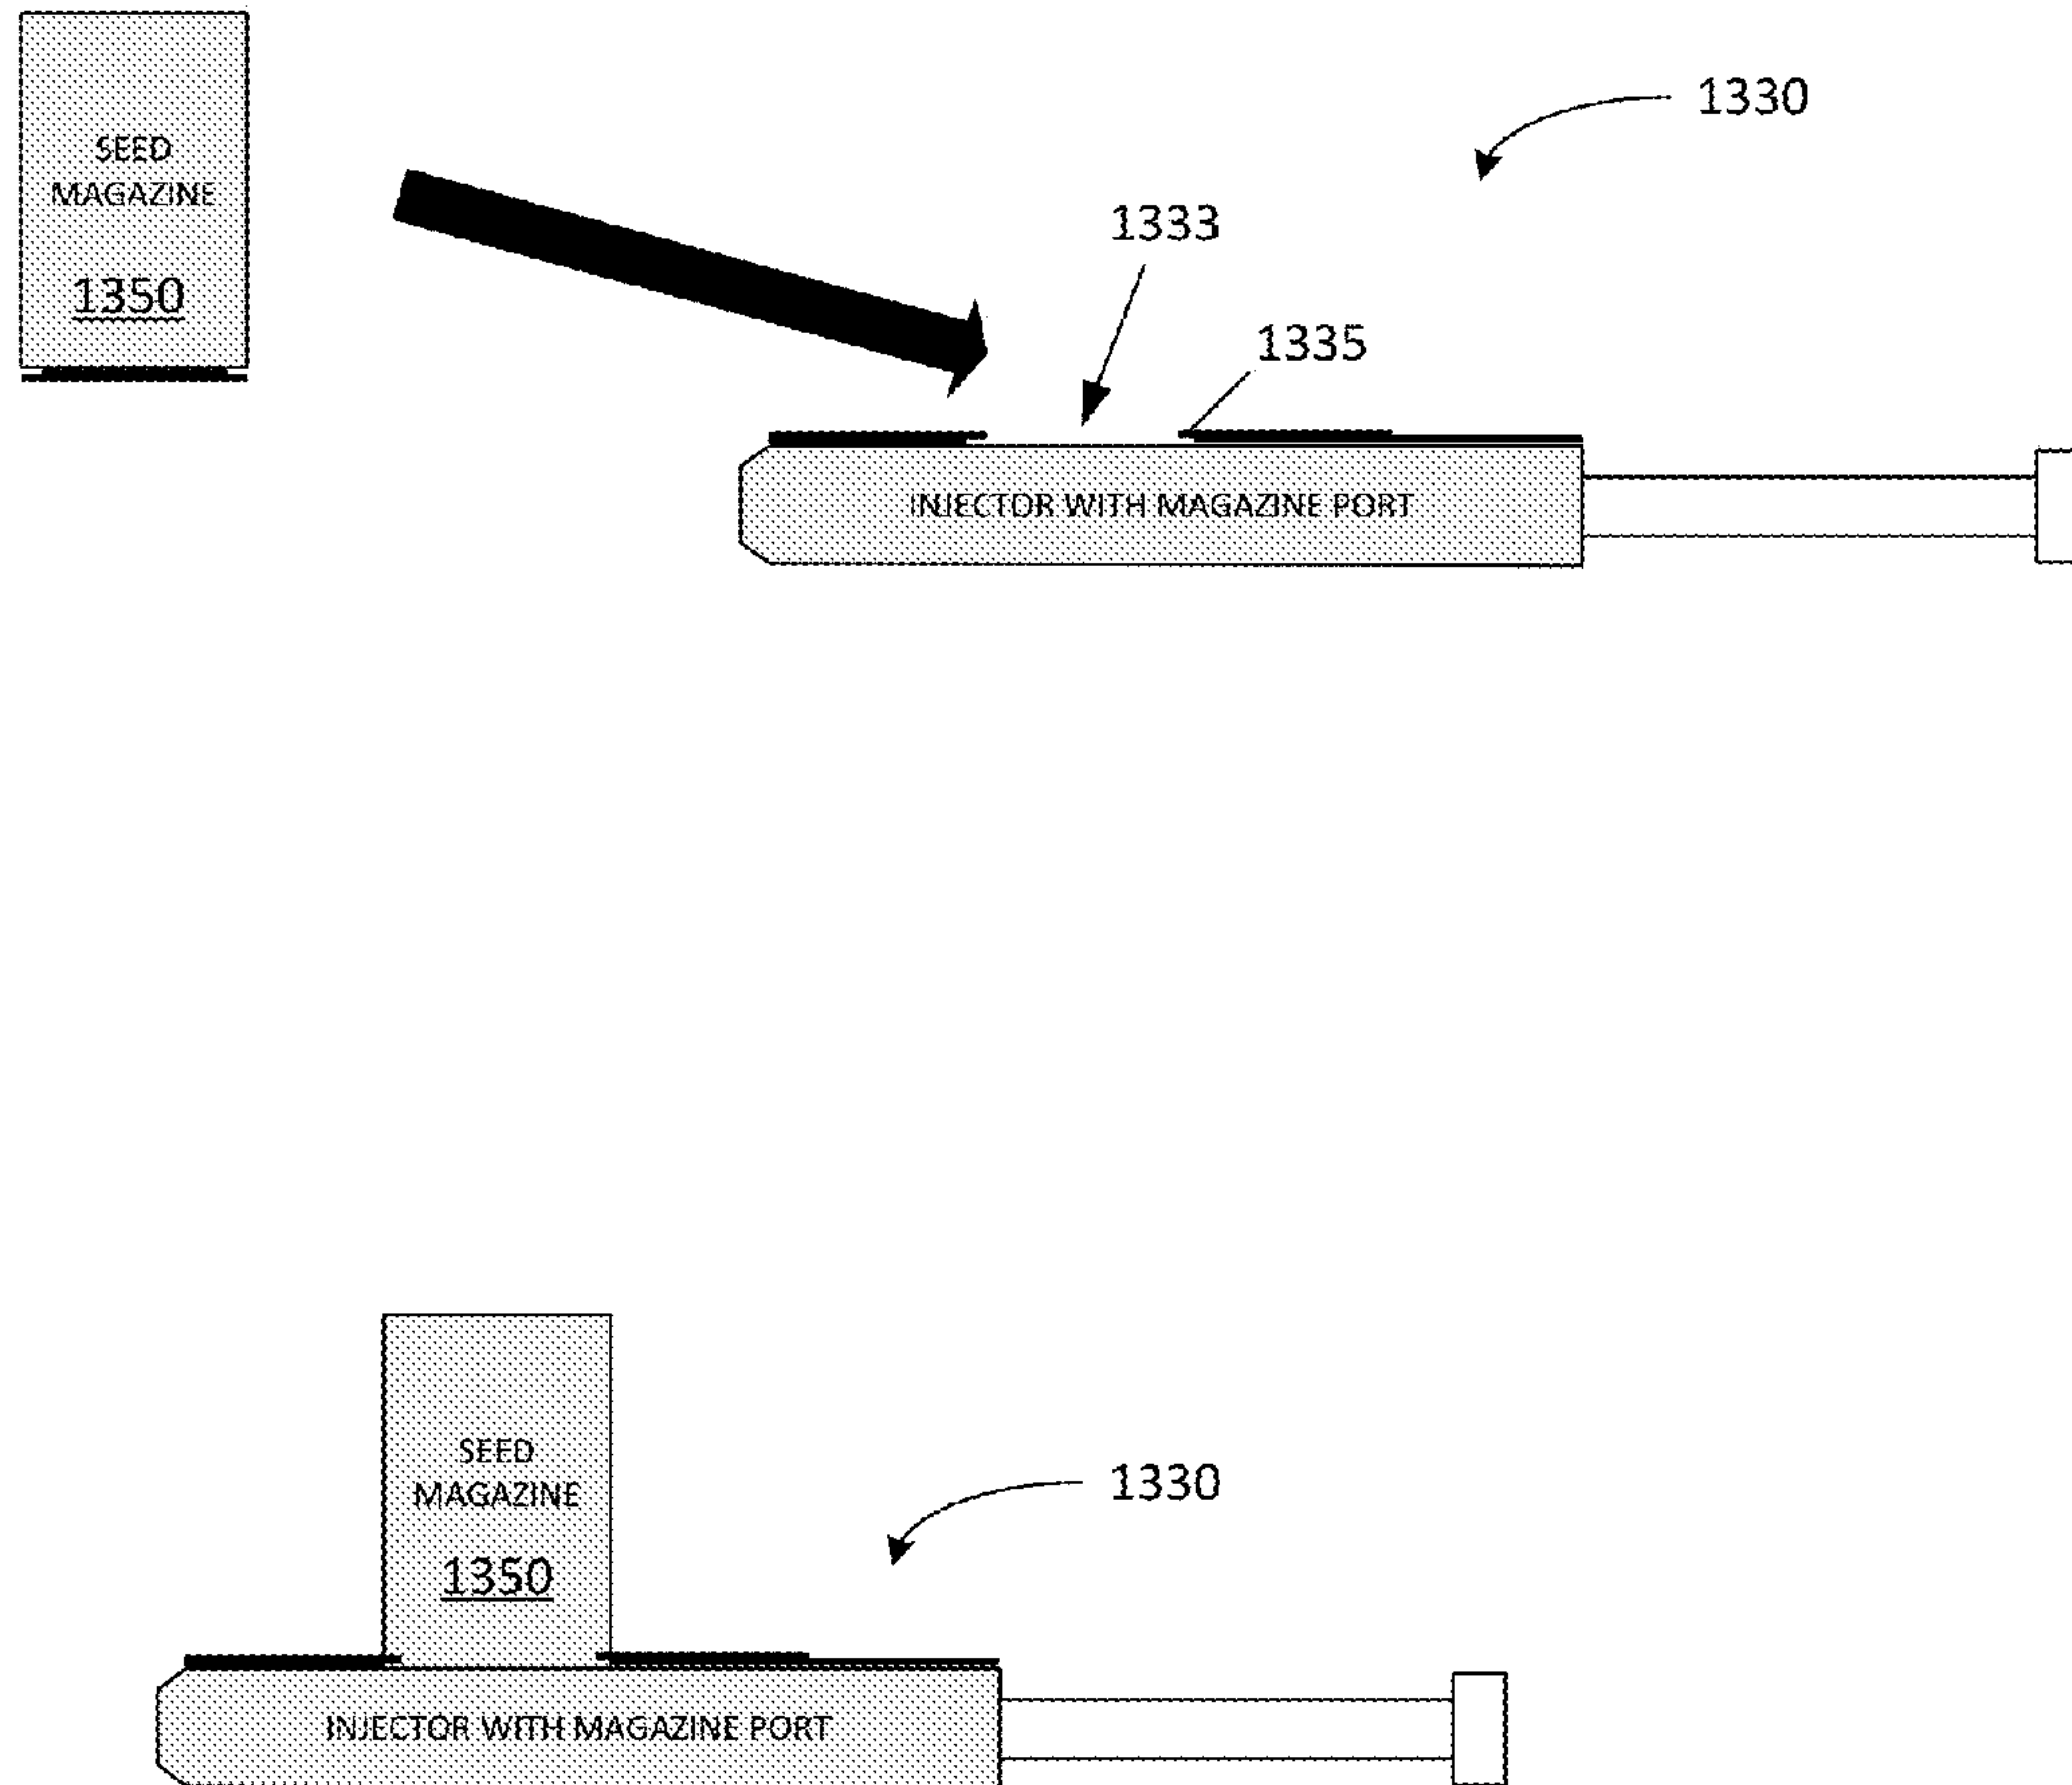 1330
SEED
MAGAZINE
1333
1350
1335
INJECTOR WITH MAGAZINE PORT
SEED
MAGAZINE
1330
1350
INJECTOR WITH MAGAZINE PORT